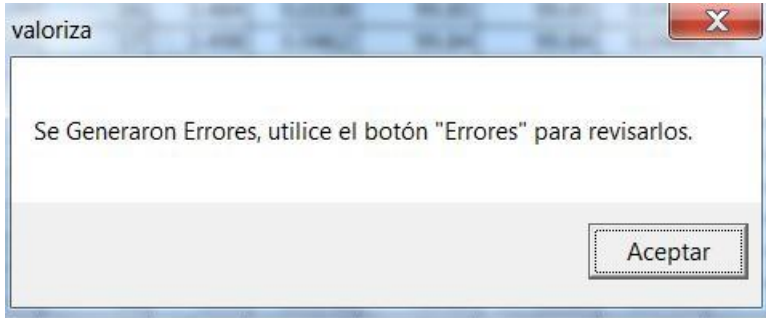 valoriza
Se Generaron Errores, utilice el botón "Errores" para revisarlos.
Aceptar